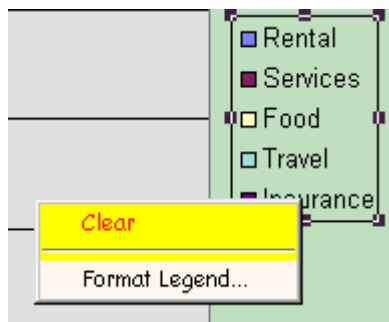 Rental
Services
Food
Travel
Insurance
Clear
Format Legend...